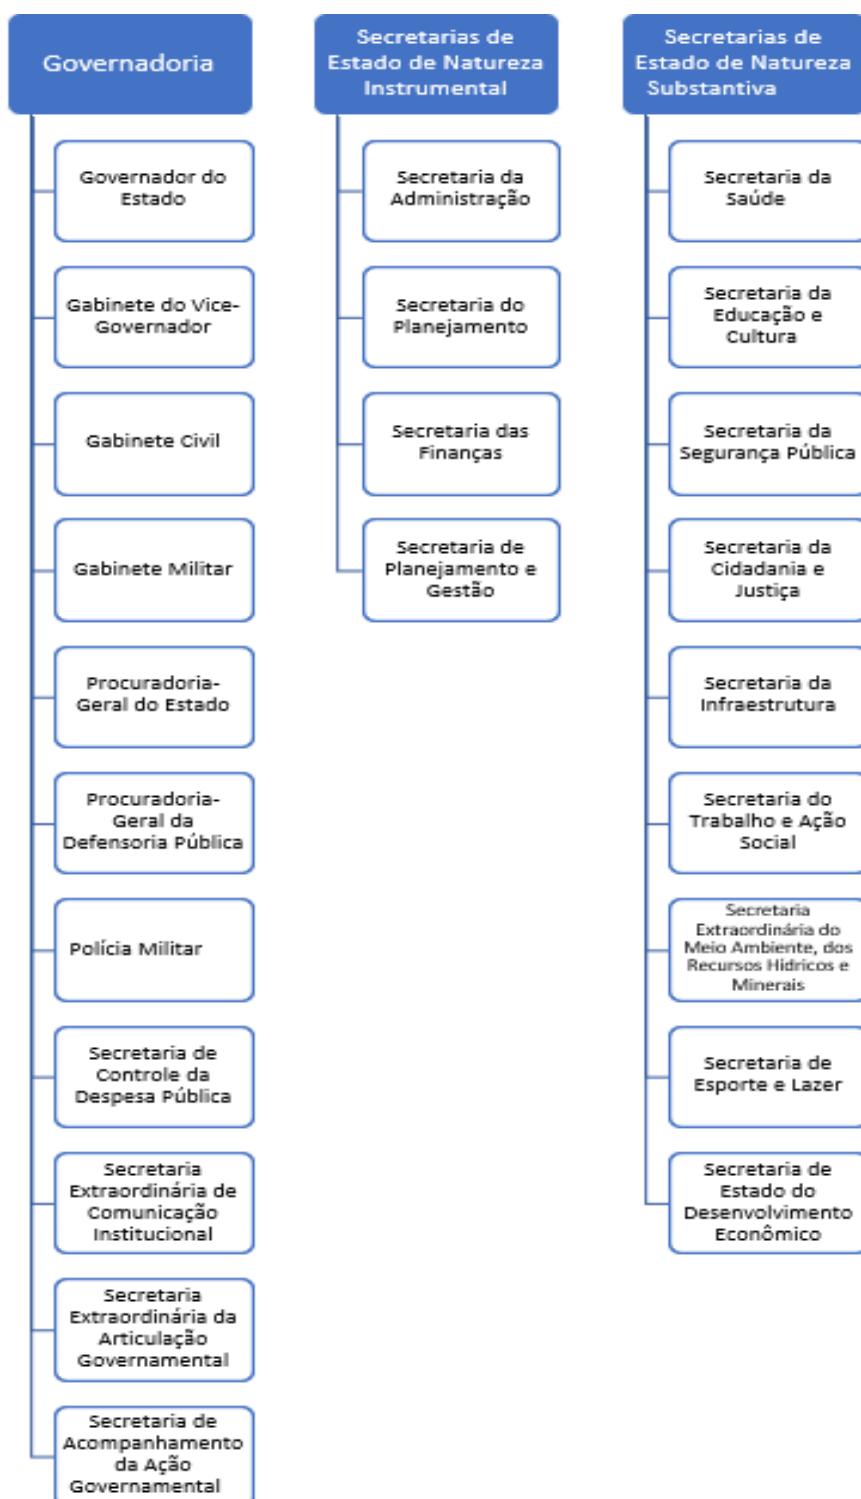 Governadoria
Governador do
Estado
Gabinete do Vice-
Governador
Gabinete Civil
Gabinete Militar
Procuradoria-
Geral do Estado
Procuradoria-
Geral da
Defensoria Pública
Polícia Militar
Secretaria de
Controle da
Despesa Pública
Secretaria
Extraordinária de
Comunicação
Institucional
Secretaria
Extraordinária da
Articulação
Governamental
Secretaria de
Acompanhamento
da Ação
Governamental
Secretarias de
Estado de Natureza
Instrumental
Secretaria da
Administração
Secretaria do
Planejamento
Secretaria das
Finanças
Secretaria de
Planejamento e
Gestão
Secretarias de
Estado de Natureza
Substantiva
Secretaria da
Saúde
Secretaria da
Educação e
Cultura
Secretaria da
Segurança Pública
Secretaria da
Cidadania e
Justiça
Secretaria da
Infraestrutura
Secretaria do
Trabalho e Ação
Social
Secretaria
Extraordinária do
Meio Ambiente, dos
Recursos Hídricos e
Minerais
Secretaria de
Esporte e Lazer
Secretaria de
Estado do
Desenvolvimento
Econômico